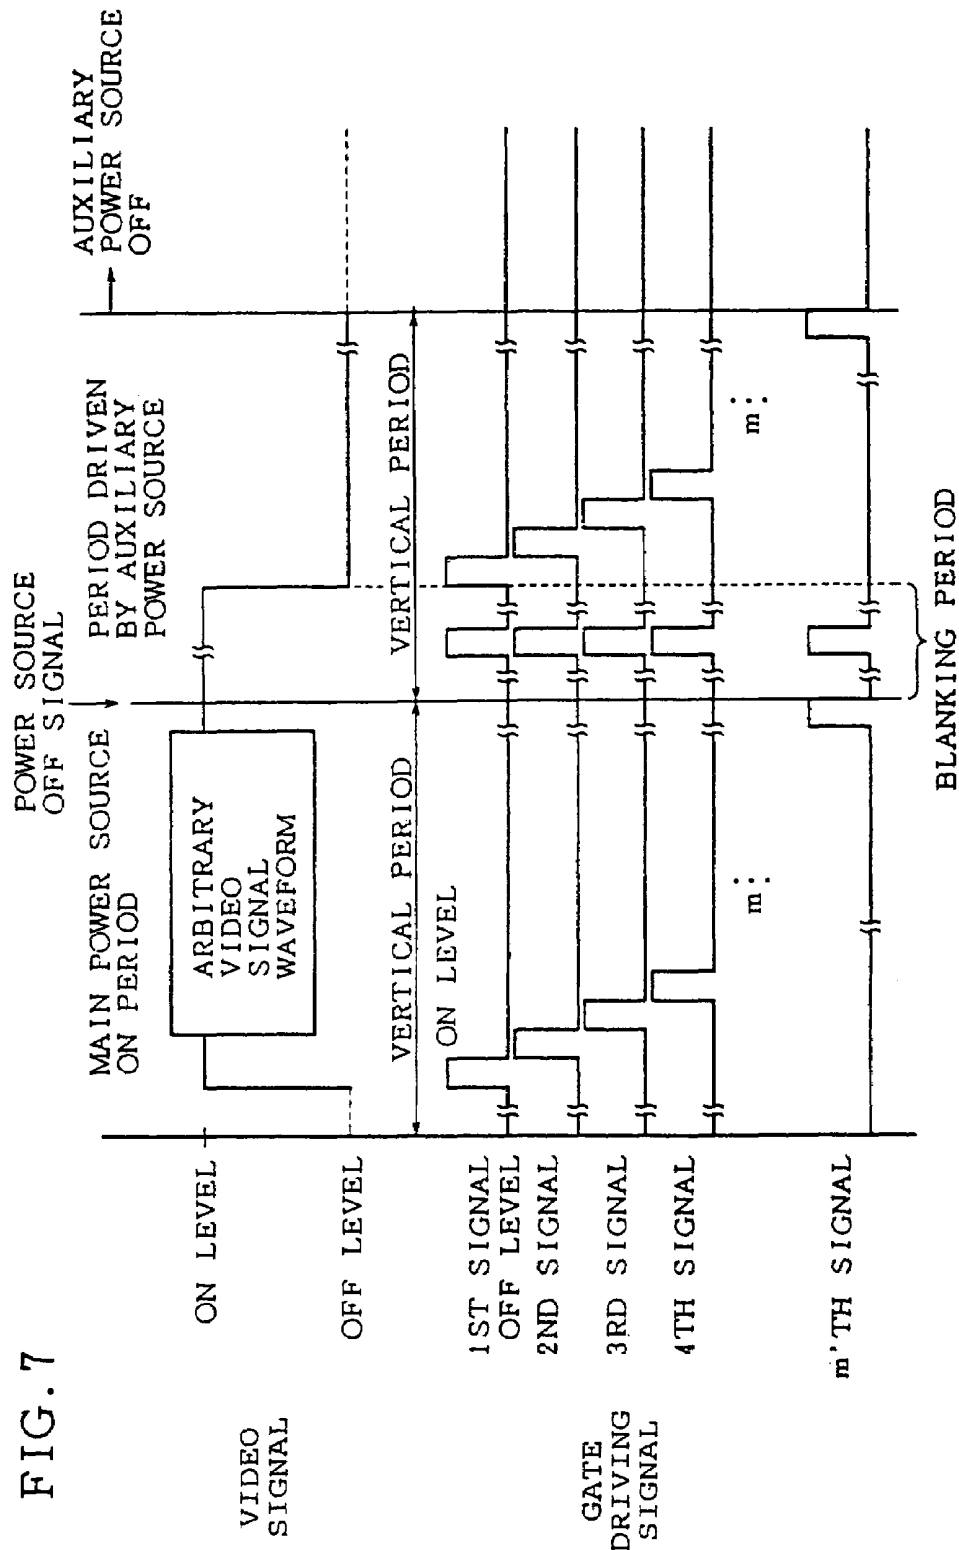 FIG. 7
POWER SOURCE
OFF SIGNAL
MAIN POWER SOURCE
ON PERIOD
PERIOD DRIVEN
BY AUXILIARY
POWER SOURCE
AUXILIARY
POWER SOURCE
OFF
VIDEO
SIGNAL
ON LEVEL
OFF LEVEL
ARBITRARY
VIDEO
SIGNAL
WAVEFORM
VERTICAL PERIOD
VERTICAL PERIOD
ON LEVEL
GATE
DRIVING
SIGNAL
1ST SIGNAL
OFF LEVEL
2ND SIGNAL
3RD SIGNAL
4TH SIGNAL
m:
m:
m'TH SIGNAL
BLANKING PERIOD